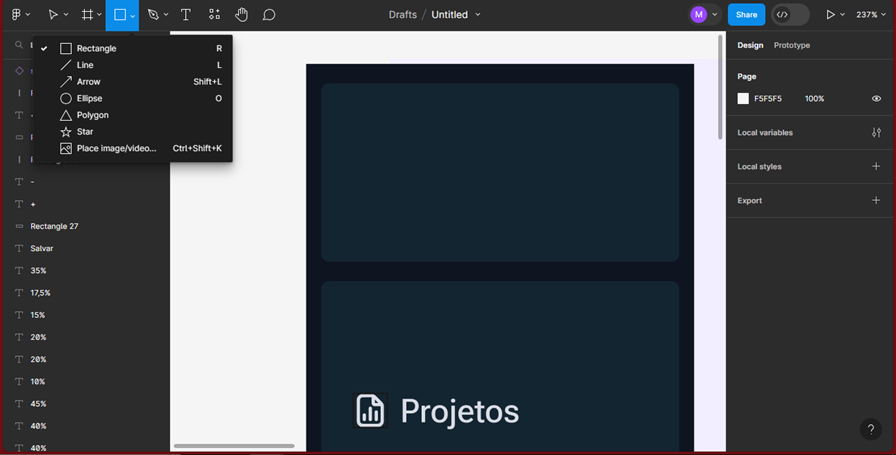 Drafts / Untitled
M
Share
237%
Rectangle R
Line L
Arrow Shift+L
Ellipse O
Polygon
Star
Place image/video... Ctrl+Shift+K
-
+
Rectangle 27
Salvar
35%
17,5%
15%
20%
20%
10%
45%
40%
40%
Projetos
Design Prototype
Page
F5F5F5 100%
Local variables
Local styles
Export
?